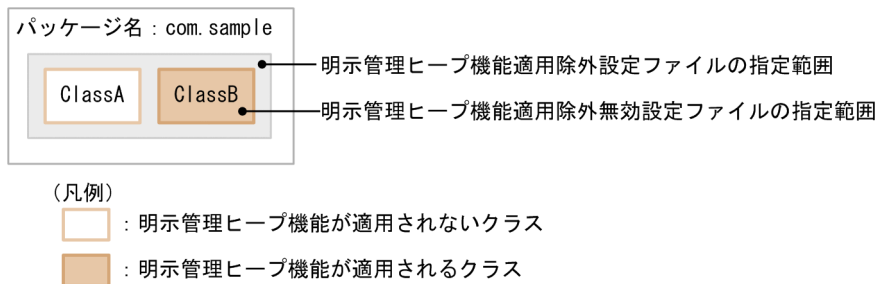 パッケージ名：com.sample
ClassA
ClassB
明示管理ヒープ機能適用除外設定ファイルの指定範囲
明示管理ヒープ機能適用除外無効設定ファイルの指定範囲
（凡例）
：明示管理ヒープ機能が適用されないクラス
：明示管理ヒープ機能が適用されるクラス